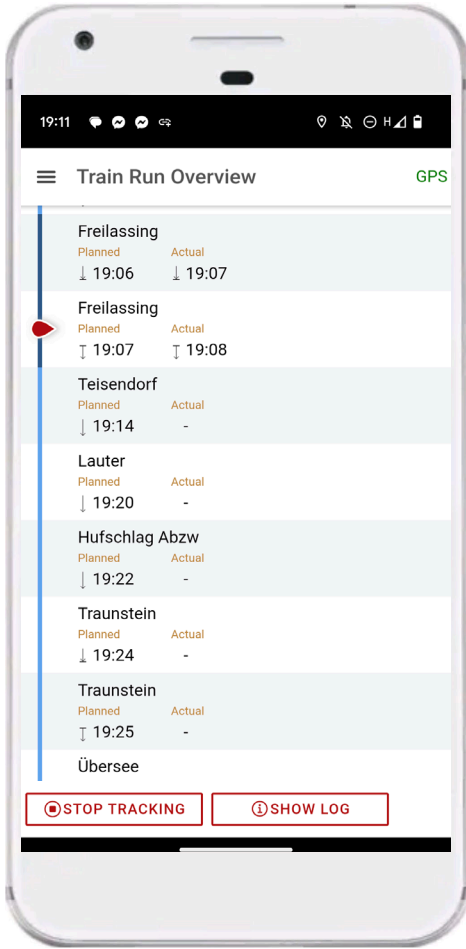 19:11 H
Train Run Overview GPS
Freilassing
Planned Actual
↓ 19:06 ↓ 19:07
Freilassing
Planned Actual
↧ 19:07 ↧ 19:08
Teisendorf
Planned Actual
↓ 19:14 -
Lauter
Planned Actual
↓ 19:20 -
Hufschlag Abzw
Planned Actual
↓ 19:22 -
Traunstein
Planned Actual
↓ 19:24 -
Traunstein
Planned Actual
↧ 19:25 -
Übersee
STOP TRACKING SHOW LOG